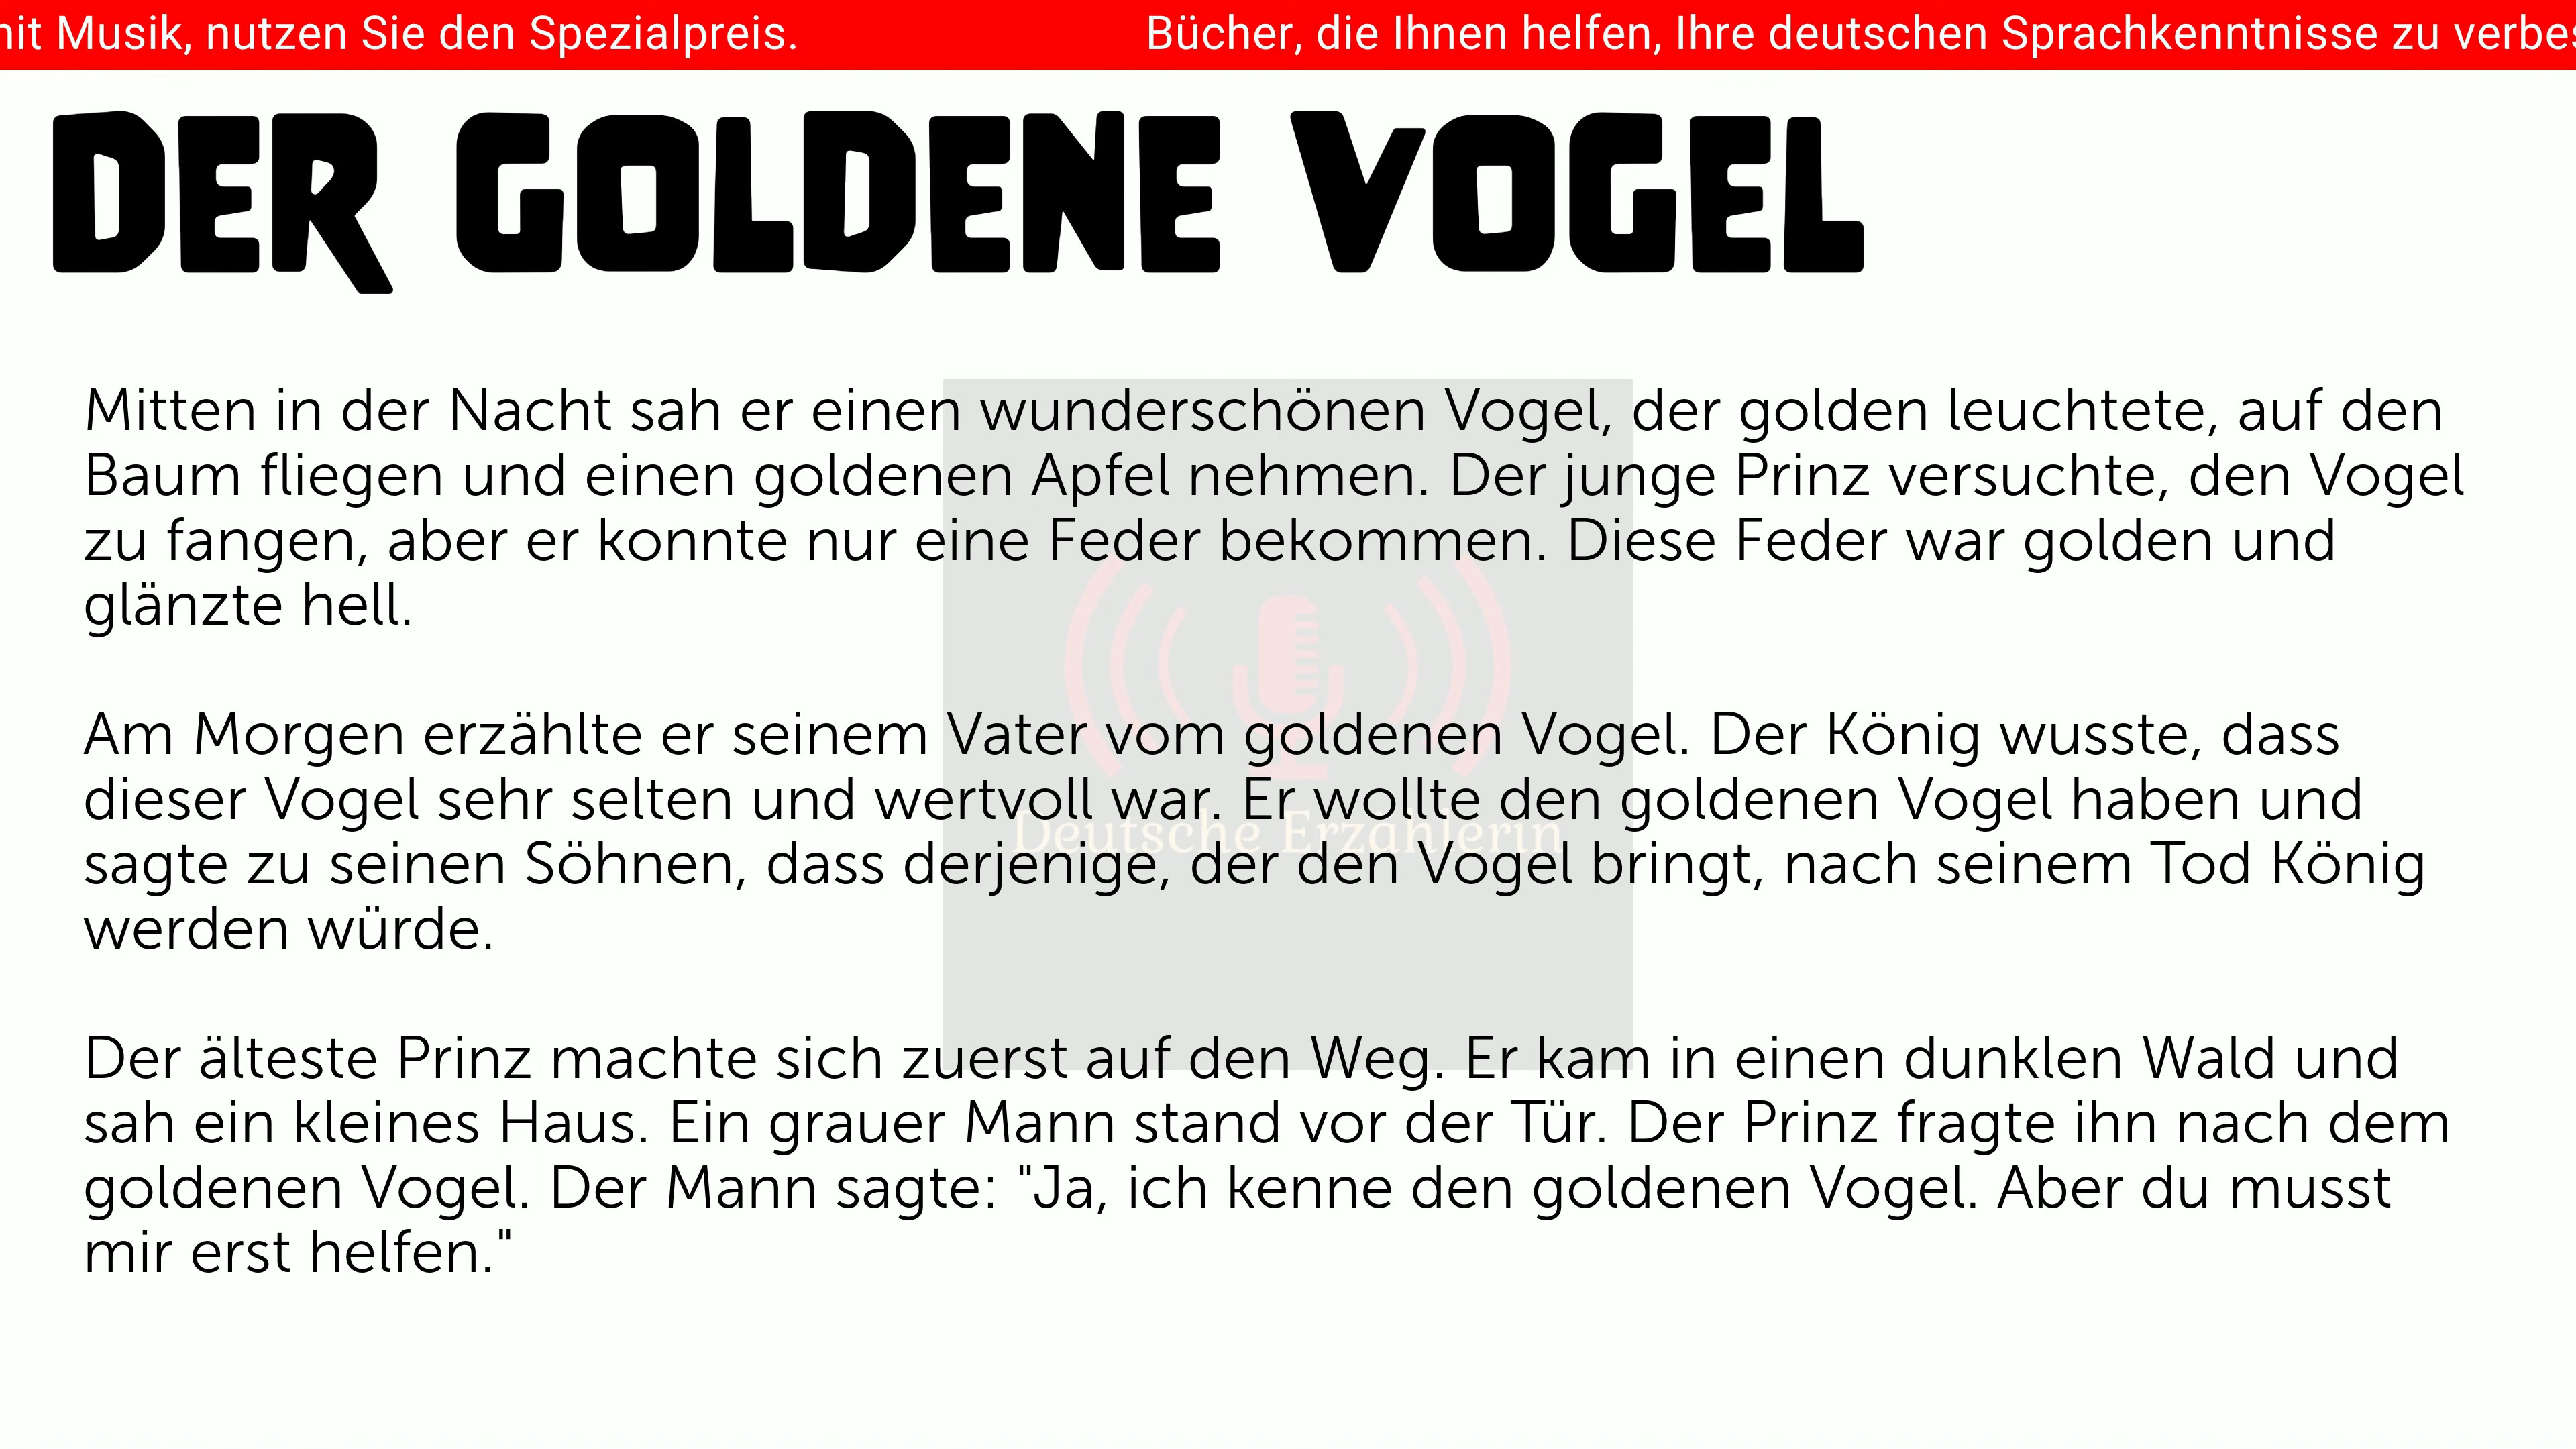 Musik, nutzen Sie den Spezialpreis.
Bücher, die Ihnen helfen, Ihre deutschen Sprachkenntnisse zu
DER GOLDENE VOGEL
Mitten in der Nacht sah er einen wunderschönen Vogel, der golden leuchtete, auf den
Baum fliegen und einen goldenen Apfel nehmen. Der junge Prinz versuchte, den Vogel
zu fangen, aber er konnte nur eine Feder bekommen. Diese Feder war golden und
glänzte hell.
Am Morgen erzählte er seinem Vater vom goldenen Vogel. Der König wusste, dass
dieser Vogel sehr selten und wertvoll war. Er wollte den goldenen Vogel haben und
Deutsche Erzählerin
sagte zu seinen Söhnen, dass derjenige, der den Vogel bringt, nach seinem Tod König
werden würde.
Der älteste Prinz machte sich zuerst auf den Weg. Er kam in einen dunklen Wald und
sah ein kleines Haus. Ein grauer Mann stand vor der Tür. Der Prinz fragte ihn nach dem
goldenen Vogel. Der Mann sagte: "Ja, ich kenne den goldenen Vogel. Aber du musst
mir erst helfen."